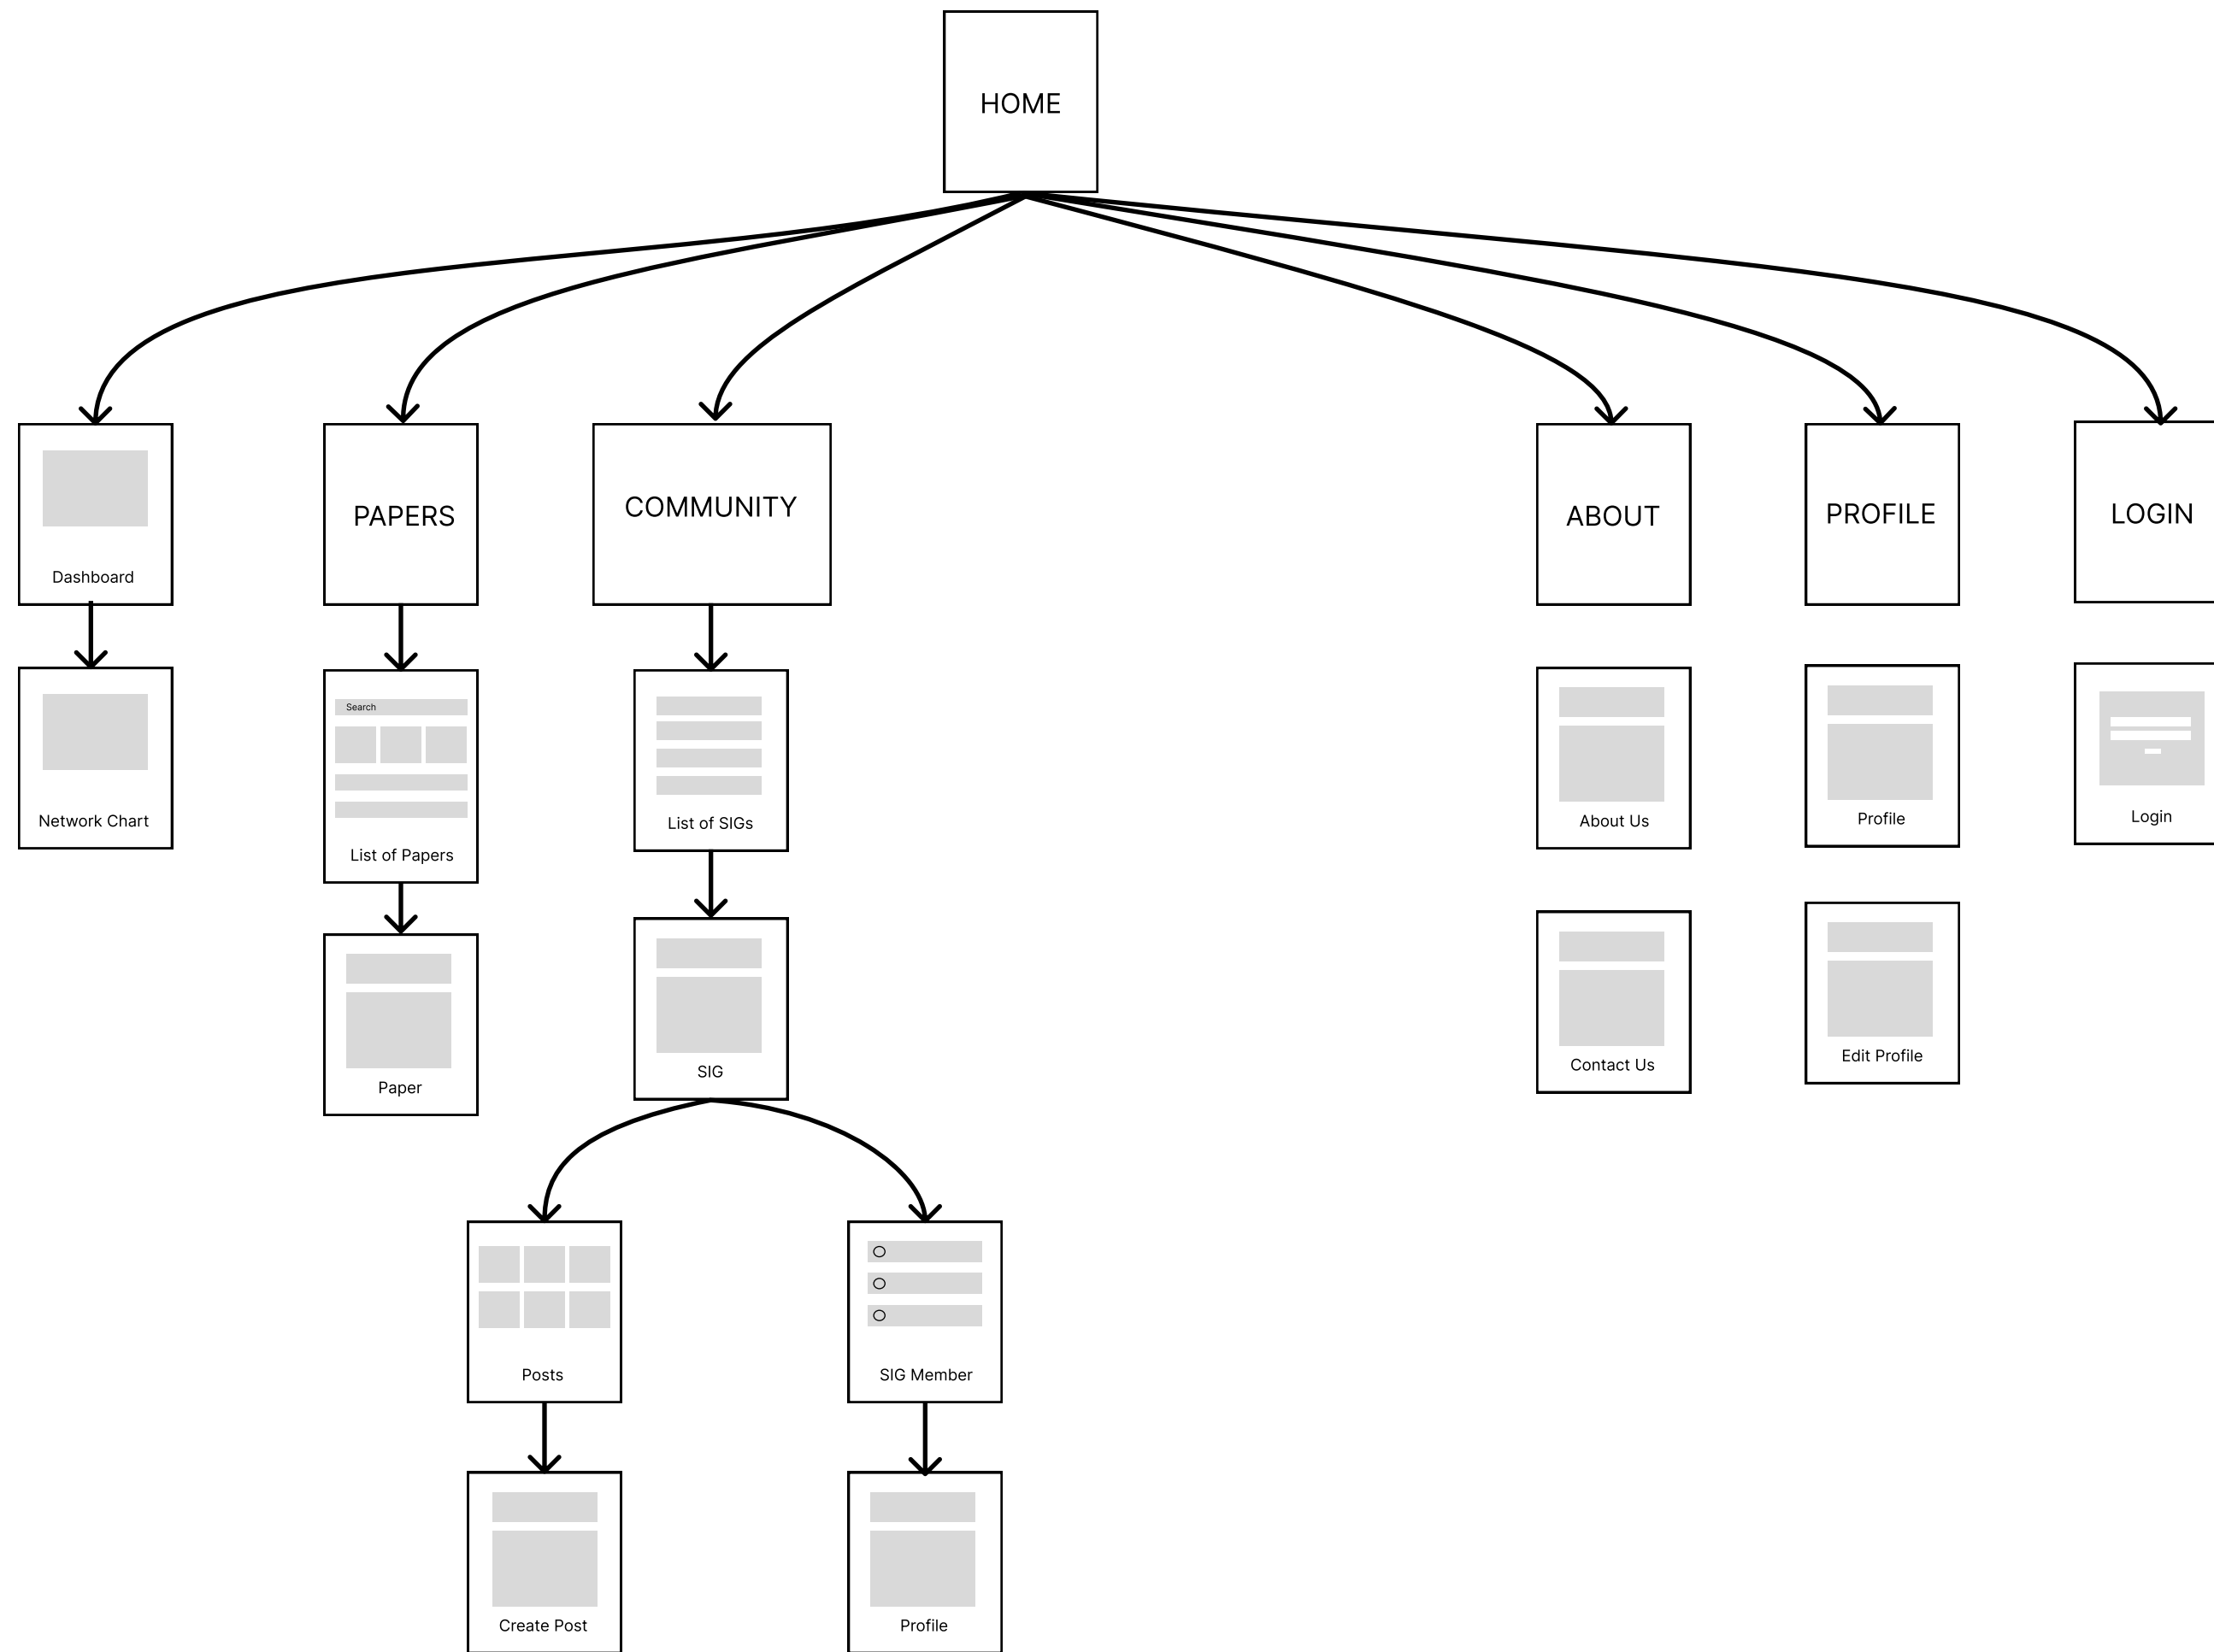 HOME
Dashboard
PAPERS
COMMUNITY
ABOUT
PROFILE
LOGIN
Network Chart
Search
List of Papers
List of SIGs
About Us
Profile
Login
Paper
SIG
Contact Us
Edit Profile
Posts
SIG Member
Create Post
Profile